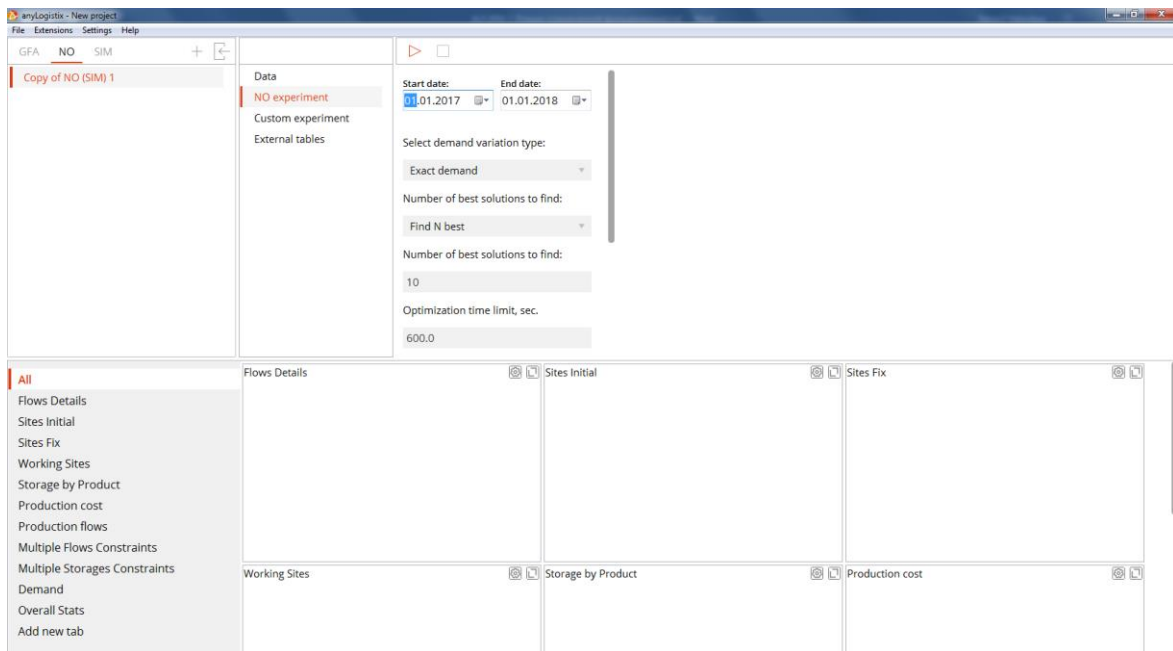 anyLogistix - New project
File Extensions Settings Help
GFA NO SIM
Copy of NO (SIM) 1
Data
NO experiment
Custom experiment
External tables
Start date: End date:
01.01.2017 01.01.2018
Select demand variation type:
Exact demand
Number of best solutions to find:
Find N best
Number of best solutions to find:
10
Optimization time limit, sec.
600.0
All
Flows Details
Sites Initial
Sites Fix
Working Sites
Storage by Product
Production cost
Production flows
Multiple Flows Constraints
Multiple Storages Constraints
Demand
Overall Stats
Add new tab
Flows Details Sites Initial Sites Fix
Working Sites Storage by Product Production cost